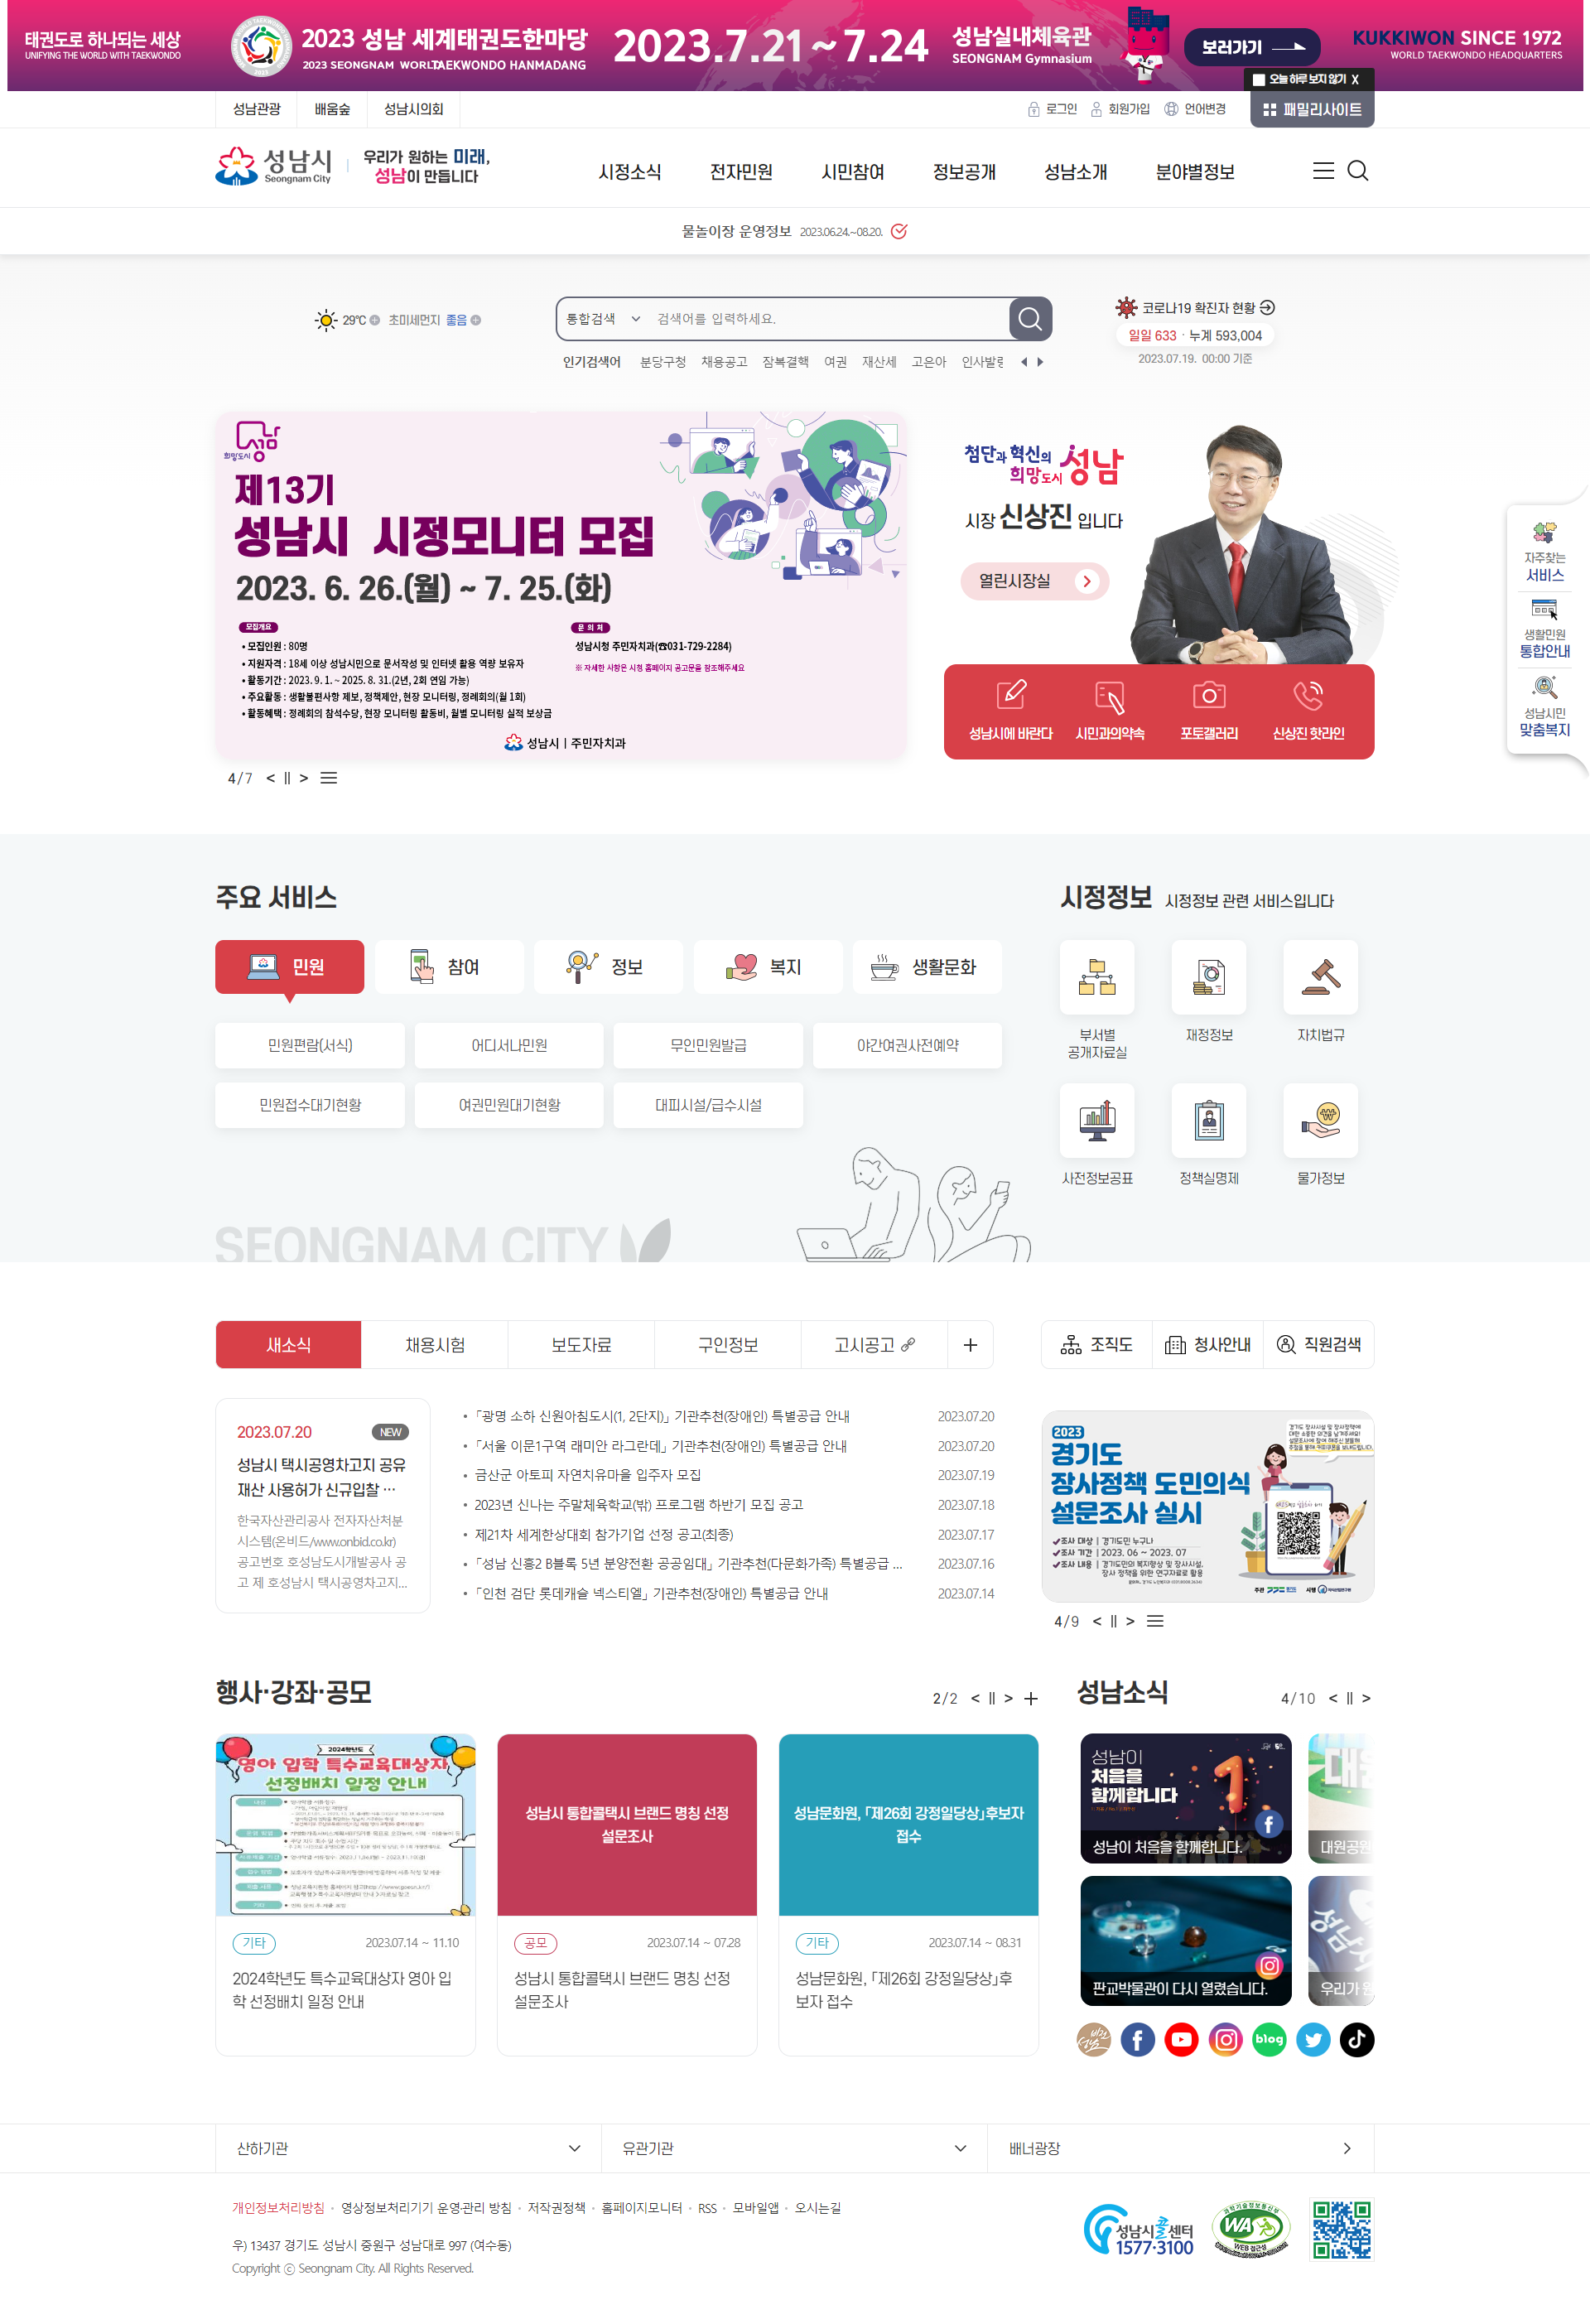 태권도로 하나되는 세상
UNIFYING THE WORLD WITH TAEKWONDO
2023 성남 세계태권도한마당
2023 SEONGNAM WORLD TAEKWONDO HANMADANG
2023.7.21~7.24
성남실내체육관
SEONGNAM Gymnasium
보러가기
KUKKIWON SINCE 1972
WORLD TAEKWONDO HEADQUARTERS
오늘 하루 보지 않기 X
성남관광 배움숲 성남시의회
로그인 회원가입 언어변경 패밀리사이트
성남시
Seongnam City
우리가 원하는 미래,
성남이 만듭니다
시정소식 전자민원 시민참여 정보공개 성남소개 분야별정보
물놀이장 운영정보 2023.06.24.~08.20.
29℃ 초미세먼지 좋음
통합검색 검색어를 입력하세요.
인기검색어 분당구청 채용공고 잠복결핵 여권 재산세 고은아 인사발령
코로나19 확진자 현황
일일 633 · 누계 593,004
2023.07.19. 00:00 기준
희망도시 성남
제13기
성남시 시정모니터 모집
2023. 6. 26.(월) ~ 7. 25.(화)
모집개요
• 모집인원 : 80명
• 지원자격 : 18세 이상 성남시민으로 문서작성 및 인터넷 활용 역량 보유자
• 활동기간 : 2023. 9. 1. ~ 2025. 8. 31.(2년, 2회 연임 가능)
• 주요활동 : 생활불편사항 제보, 정책제안, 현장 모니터링, 정례회의(월 1회)
• 활동혜택 : 정례회의 참석수당, 현장 모니터링 활동비, 월별 모니터링 실적 보상금
문 의 처
성남시청 주민자치과(☎031-729-2284)
※ 자세한 사항은 시청 홈페이지 공고문을 참조해주세요
성남시 | 주민자치과
4/7
첨단과 혁신의
희망도시 성남
시장 신상진 입니다
열린시장실
성남시에 바란다 시민과의약속 포토갤러리 신상진 핫라인
자주찾는
서비스
생활민원
통합안내
성남시민
맞춤복지
주요 서비스
민원 참여 정보 복지 생활문화
민원편람(서식) 어디서나민원 무인민원발급 야간여권사전예약
민원접수대기현황 여권민원대기현황 대피시설/급수시설
SEONGNAM CITY
시정정보 시정정보 관련 서비스입니다
부서별
공개자료실
재정정보 자치법규
사전정보공표 정책실명제 물가정보
새소식 채용시험 보도자료 구인정보 고시공고
조직도 청사안내 직원검색
2023.07.20 NEW
성남시 택시공영차고지 공유
재산 사용허가 신규입찰 …
한국자산관리공사 전자자산처분
시스템(온비드/www.onbid.co.kr)
공고번호 호성남도시개발공사 공
고 제 호성남시 택시공영차고지...
「광명 소하 신원아침도시(1, 2단지)」 기관추천(장애인) 특별공급 안내 2023.07.20
「서울 이문1구역 래미안 라그란데」 기관추천(장애인) 특별공급 안내 2023.07.20
금산군 아토피 자연치유마을 입주자 모집 2023.07.19
2023년 신나는 주말체육학교(밖) 프로그램 하반기 모집 공고 2023.07.18
제21차 세계한상대회 참가기업 선정 공고(최종) 2023.07.17
「성남 신흥2 B블록 5년 분양전환 공공임대」 기관추천(다문화가족) 특별공급 ... 2023.07.16
「인천 검단 롯데캐슬 넥스티엘」 기관추천(장애인) 특별공급 안내 2023.07.14
2023
경기도
장사정책 도민의식
설문조사 실시
조사 대상 | 경기도민 누구나
조사 기간 | 2023. 06 ~ 2023. 07
조사 내용 | 경기도민의 복지향상 및 장사시설,
장사 정책을 위한 연구자료로 활용
4/9
행사·강좌·공모
2/2
2024학년도
영아 입학 특수교육대상자
선정배치 일정 안내
기타 2023.07.14 ~ 11.10
2024학년도 특수교육대상자 영아 입
학 선정배치 일정 안내
성남시 통합콜택시 브랜드 명칭 선정
설문조사
공모 2023.07.14 ~ 07.28
성남시 통합콜택시 브랜드 명칭 선정
설문조사
성남문화원, 「제26회 강정일당상」후보자
접수
기타 2023.07.14 ~ 08.31
성남문화원, 「제26회 강정일당상」후
보자 접수
성남소식
4/10
성남이
처음을
함께합니다
성남이 처음을 함께합니다.
대원공원
판교박물관이 다시 열렸습니다.
우리가 원
blog
산하기관 유관기관 배너광장
개인정보처리방침 영상정보처리기기 운영·관리 방침 저작권정책 홈페이지모니터 RSS 모바일앱 오시는길
우) 13437 경기도 성남시 중원구 성남대로 997 (여수동)
Copyright ⓒ Seongnam City. All Rights Reserved.
성남시콜센터
1577-3100
과학기술정보통신부
WA
WEB 접근성